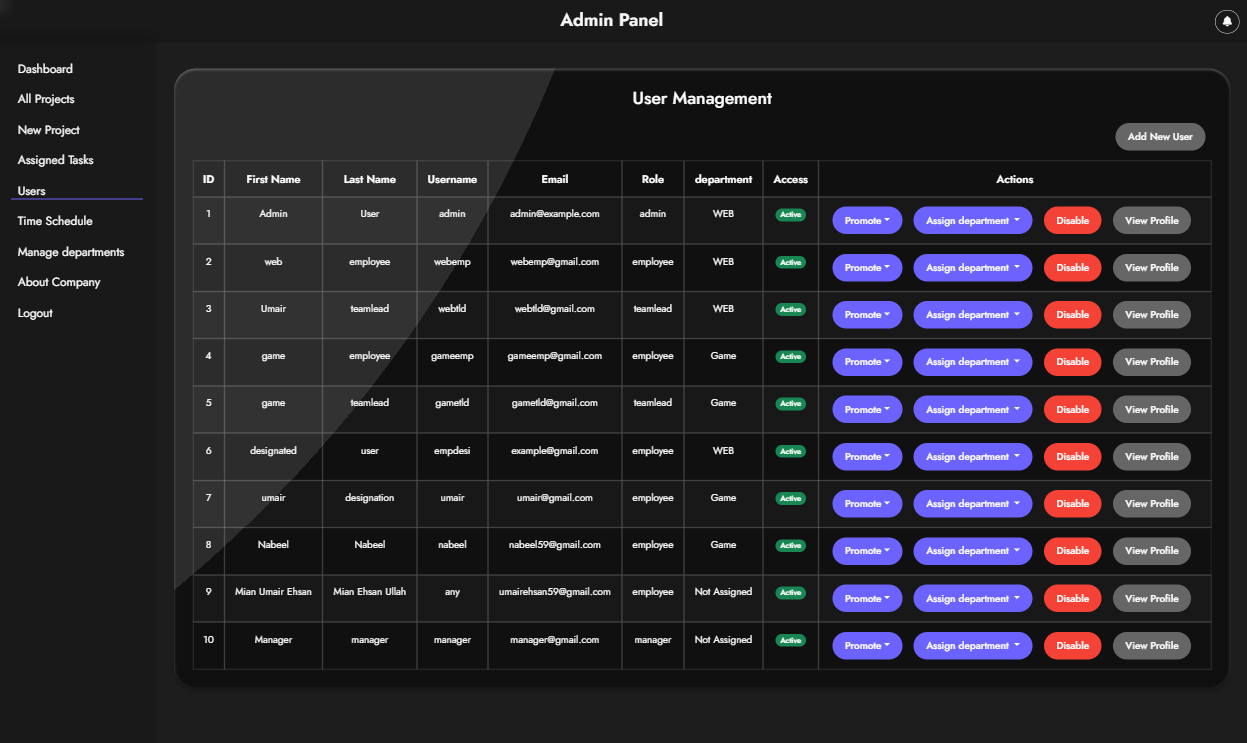 Admin Panel
Dashboard
All Projects
New Project
Assigned Tasks
Users
Time Schedule
Manage departments
About Company
Logout
User Management
Add New User
ID First Name Last Name Username Email Role department Access Actions
1 Admin User admin admin@example.com admin WEB Active Promote Assign department Disable View Profile
2 web employee webemp webemp@gmail.com employee WEB Active Promote Assign department Disable View Profile
3 Umair teamlead webtld webtld@gmail.com teamlead WEB Active Promote Assign department Disable View Profile
4 game employee gameemp gameemp@gmail.com employee Game Active Promote Assign department Disable View Profile
5 game teamlead gametld gametld@gmail.com teamlead Game Active Promote Assign department Disable View Profile
6 designated user empdesi example@gmail.com employee WEB Active Promote Assign department Disable View Profile
7 umair designation umair umair@gmail.com employee Game Active Promote Assign department Disable View Profile
8 Nabeel Nabeel nabeel nabeel59@gmail.com employee Game Active Promote Assign department Disable View Profile
9 Mian Umair Ehsan Mian Ehsan Ullah any umairehsan59@gmail.com employee Not Assigned Active Promote Assign department Disable View Profile
10 Manager manager manager manager@gmail.com manager Not Assigned Active Promote Assign department Disable View Profile